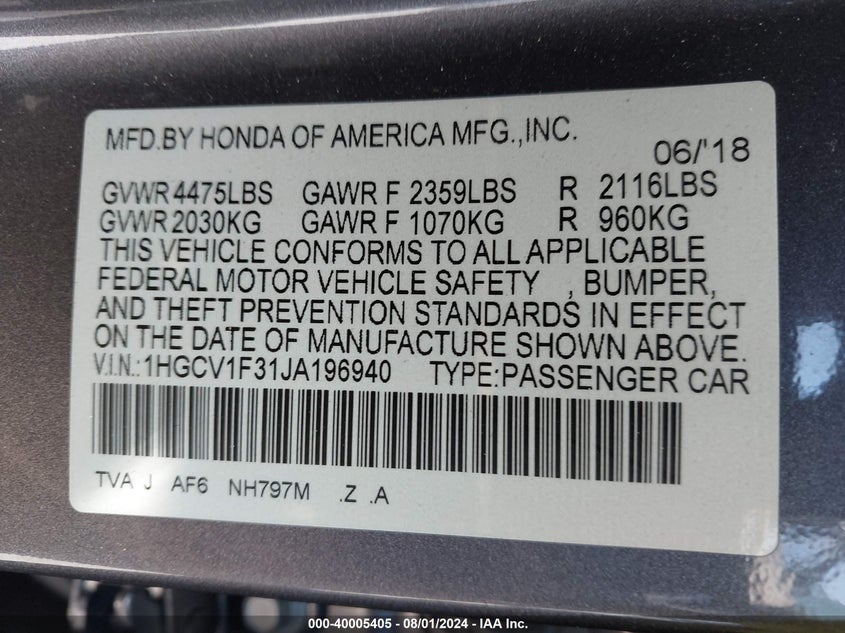 MFD.BY HONDA OF AMERICA MFG.,INC.
06/'18
GVWR 4475LBS GAWR F 2359LBS R 2116LBS
GVWR 2030KG GAWR F 1070KG R 960KG
THIS VEHICLE CONFORMS TO ALL APPLICABLE
FEDERAL MOTOR VEHICLE SAFETY , BUMPER,
AND THEFT PREVENTION STANDARDS IN EFFECT
ON THE DATE OF MANUFACTURE SHOWN ABOVE.
V.I.N.:1HGCV1F31JA196940 TYPE:PASSENGER CAR
TVA J AF6 NH797M .Z .A
000-40005405 - 08/01/2024 - IAA Inc.